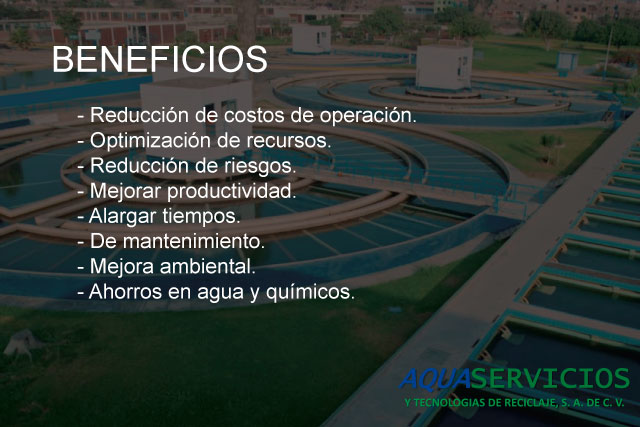 BENEFICIOS
- Reducción de costos de operación.
- Optimización de recursos.
- Reducción de riesgos.
- Mejorar productividad.
- Alargar tiempos.
- De mantenimiento.
- Mejora ambiental.
- Ahorros en agua y químicos.
AQUASERVICIOS
Y TECNOLOGIAS DE RECICLAJE, S. A. DE C. V.